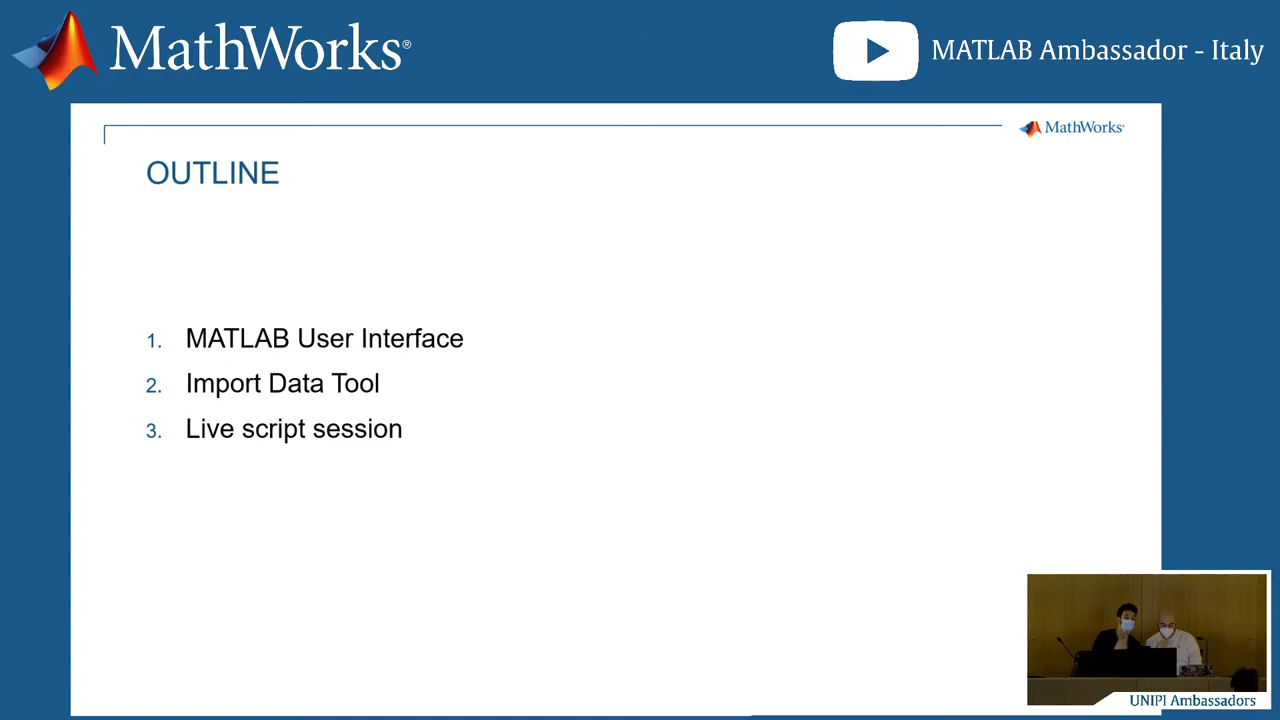 MathWorks®
MATLAB Ambassador - Italy
MathWorks®
OUTLINE
1. MATLAB User Interface
2. Import Data Tool
3. Live script session
UNIPI Ambassadors